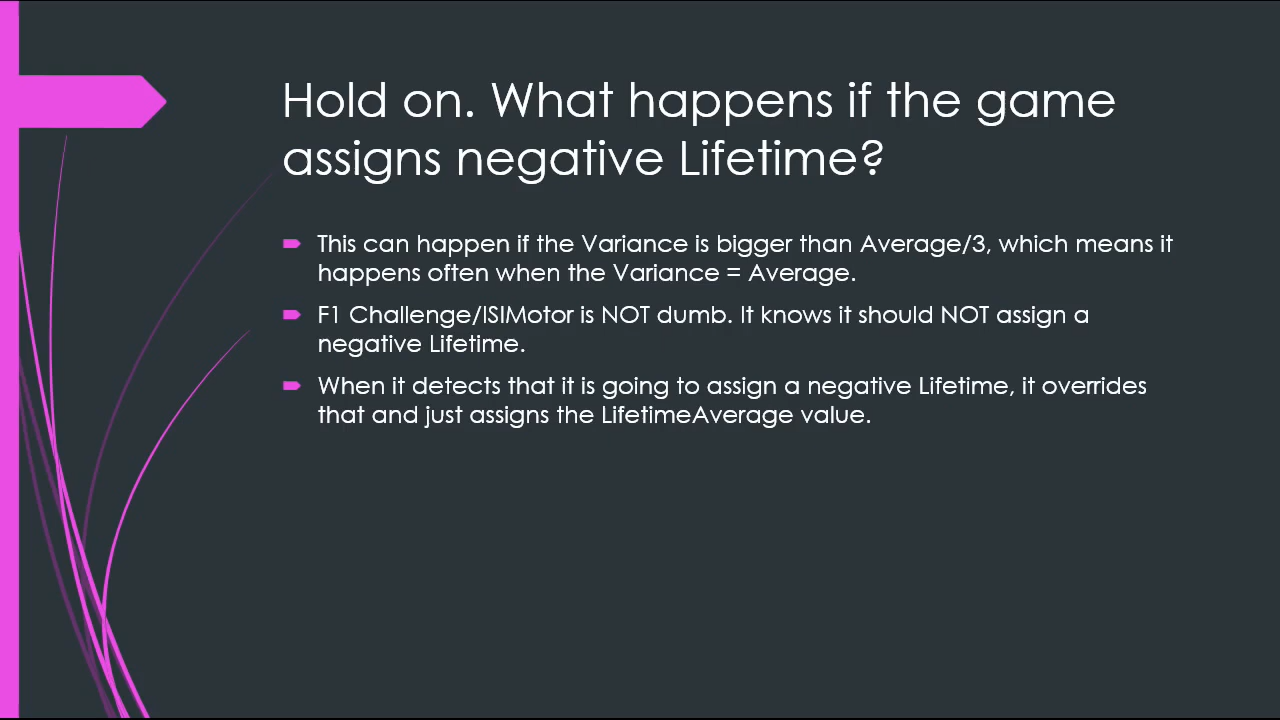 Hold on. What happens if the game
assigns negative Lifetime?
This can happen if the Variance is bigger than Average/3, which means it
happens often when the Variance = Average.
F1 Challenge/ISIMotor is NOT dumb. It knows it should NOT assign a
negative Lifetime.
When it detects that it is going to assign a negative Lifetime, it overrides
that and just assigns the LifetimeAverage value.